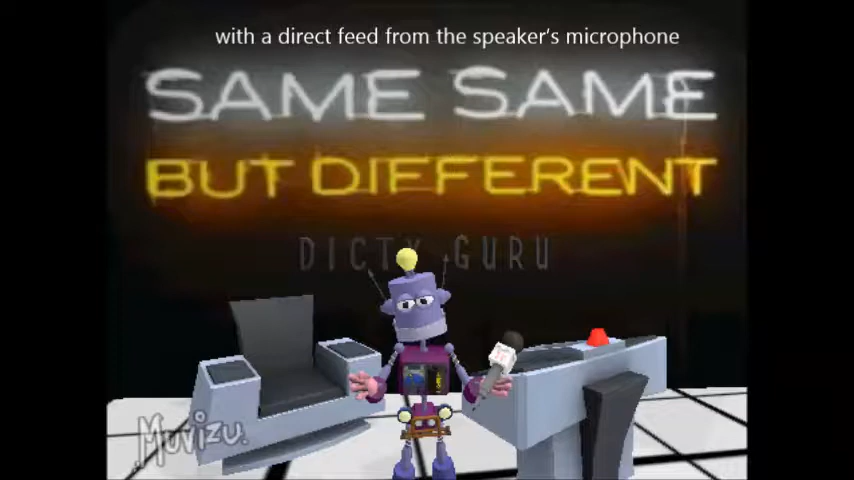 with a direct feed from the speaker's microphone
SAME SAME
BUT DIFFERENT
DICTY GURU
Muvizu.